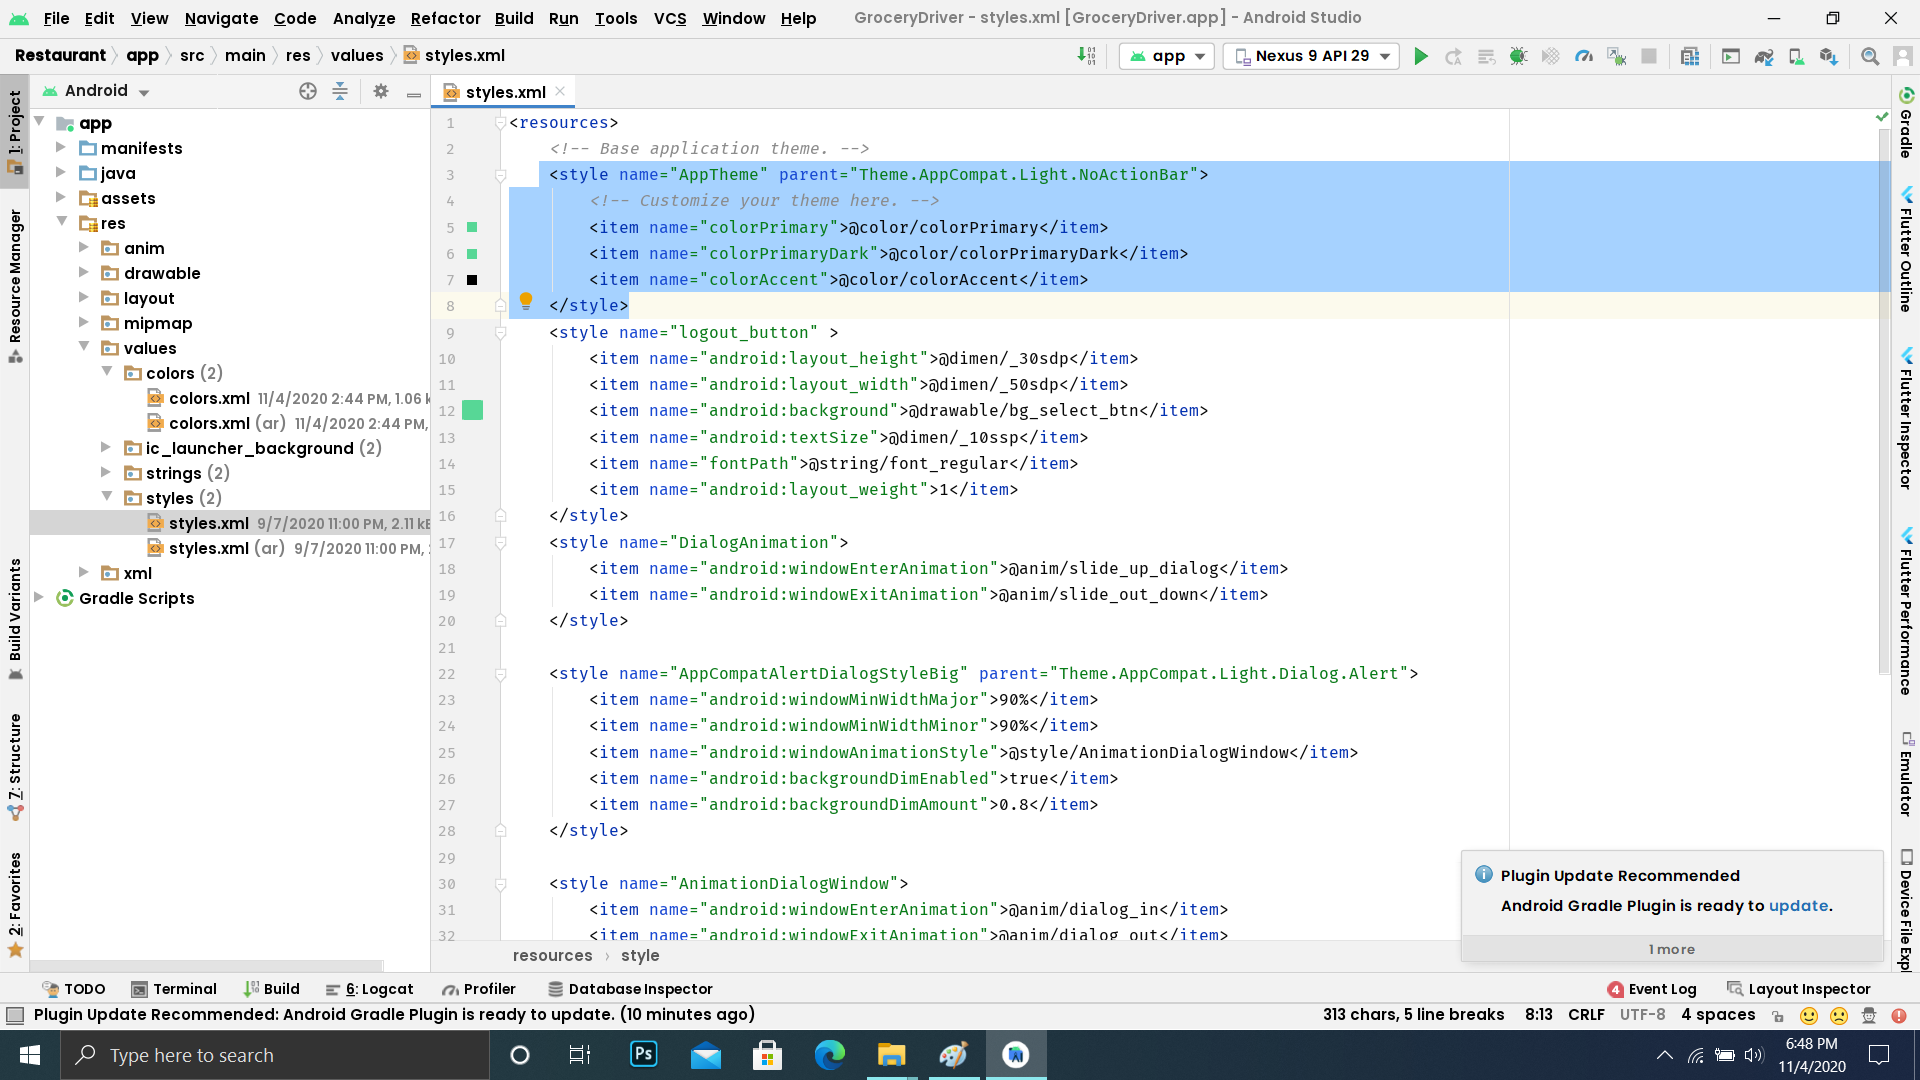 File Edit View Navigate Code Analyze Refactor Build Run Tools VCS Window Help GroceryDriver - styles.xml [GroceryDriver.app] - Android Studio
Restaurant app src main res values styles.xml app Nexus 9 API 29
Android
styles.xml
1: Project
Resource Manager
Build Variants
7: Structure
2: Favorites
app
manifests
java
assets
res
anim
drawable
layout
mipmap
values
colors (2)
colors.xml 11/4/2020 2:44 PM, 1.06 k
colors.xml (ar) 11/4/2020 2:44 PM,
ic_launcher_background (2)
strings (2)
styles (2)
styles.xml 9/7/2020 11:00 PM, 2.11 kB
styles.xml (ar) 9/7/2020 11:00 PM,
xml
Gradle Scripts
1 <resources>
2 <!-- Base application theme. -->
3 <style name="AppTheme" parent="Theme.AppCompat.Light.NoActionBar">
4 <!-- Customize your theme here. -->
5 <item name="colorPrimary">@color/colorPrimary</item>
6 <item name="colorPrimaryDark">@color/colorPrimaryDark</item>
7 <item name="colorAccent">@color/colorAccent</item>
8 </style>
9 <style name="logout_button" >
10 <item name="android:layout_height">@dimen/_30sdp</item>
11 <item name="android:layout_width">@dimen/_50sdp</item>
12 <item name="android:background">@drawable/bg_select_btn</item>
13 <item name="android:textSize">@dimen/_10ssp</item>
14 <item name="fontPath">@string/font_regular</item>
15 <item name="android:layout_weight">1</item>
16 </style>
17 <style name="DialogAnimation">
18 <item name="android:windowEnterAnimation">@anim/slide_up_dialog</item>
19 <item name="android:windowExitAnimation">@anim/slide_out_down</item>
20 </style>
21
22 <style name="AppCompatAlertDialogStyleBig" parent="Theme.AppCompat.Light.Dialog.Alert">
23 <item name="android:windowMinWidthMajor">90%</item>
24 <item name="android:windowMinWidthMinor">90%</item>
25 <item name="android:windowAnimationStyle">@style/AnimationDialogWindow</item>
26 <item name="android:backgroundDimEnabled">true</item>
27 <item name="android:backgroundDimAmount">0.8</item>
28 </style>
29
30 <style name="AnimationDialogWindow">
31 <item name="android:windowEnterAnimation">@anim/dialog_in</item>
32 <item name="android:windowExitAnimation">@anim/dialog_out</item>
Gradle
Flutter Outline
Flutter Inspector
Flutter Performance
Emulator
Device File Expl
Plugin Update Recommended
Android Gradle Plugin is ready to update.
1 more
resources › style
TODO Terminal Build 6: Logcat Profiler Database Inspector 4 Event Log Layout Inspector
Plugin Update Recommended: Android Gradle Plugin is ready to update. (10 minutes ago) 313 chars, 5 line breaks 8:13 CRLF UTF-8 4 spaces
Type here to search Ps 6:48 PM
11/4/2020